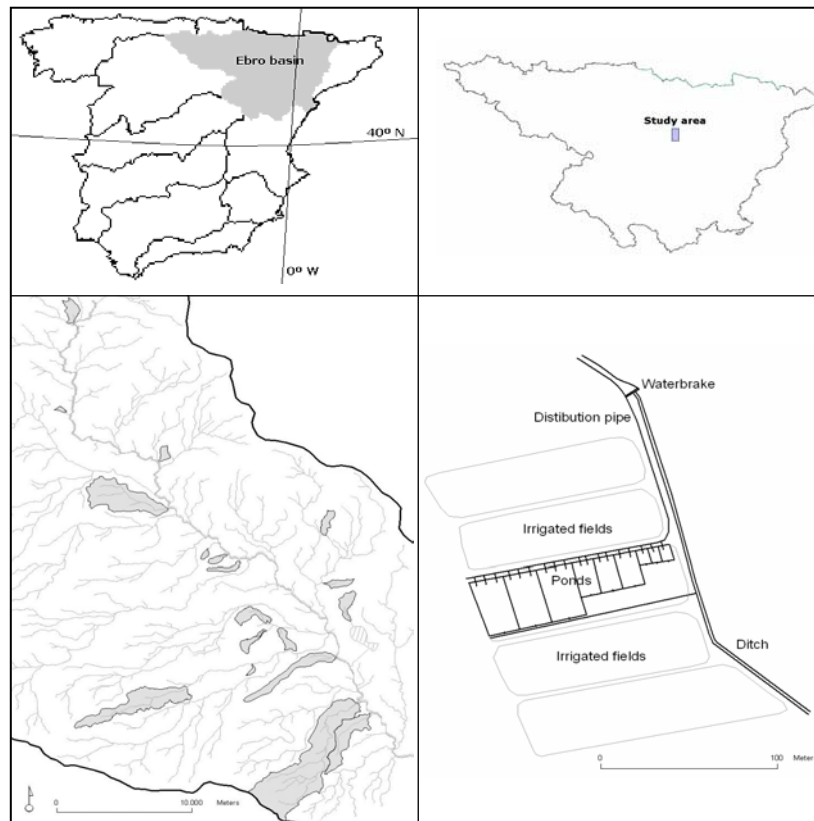 Ebro basin
40º N
0º W
Study area
0 10.000 Meters
Waterbrake
Distibution pipe
Irrigated fields
Ponds
Irrigated fields
Ditch
0 100 Meter